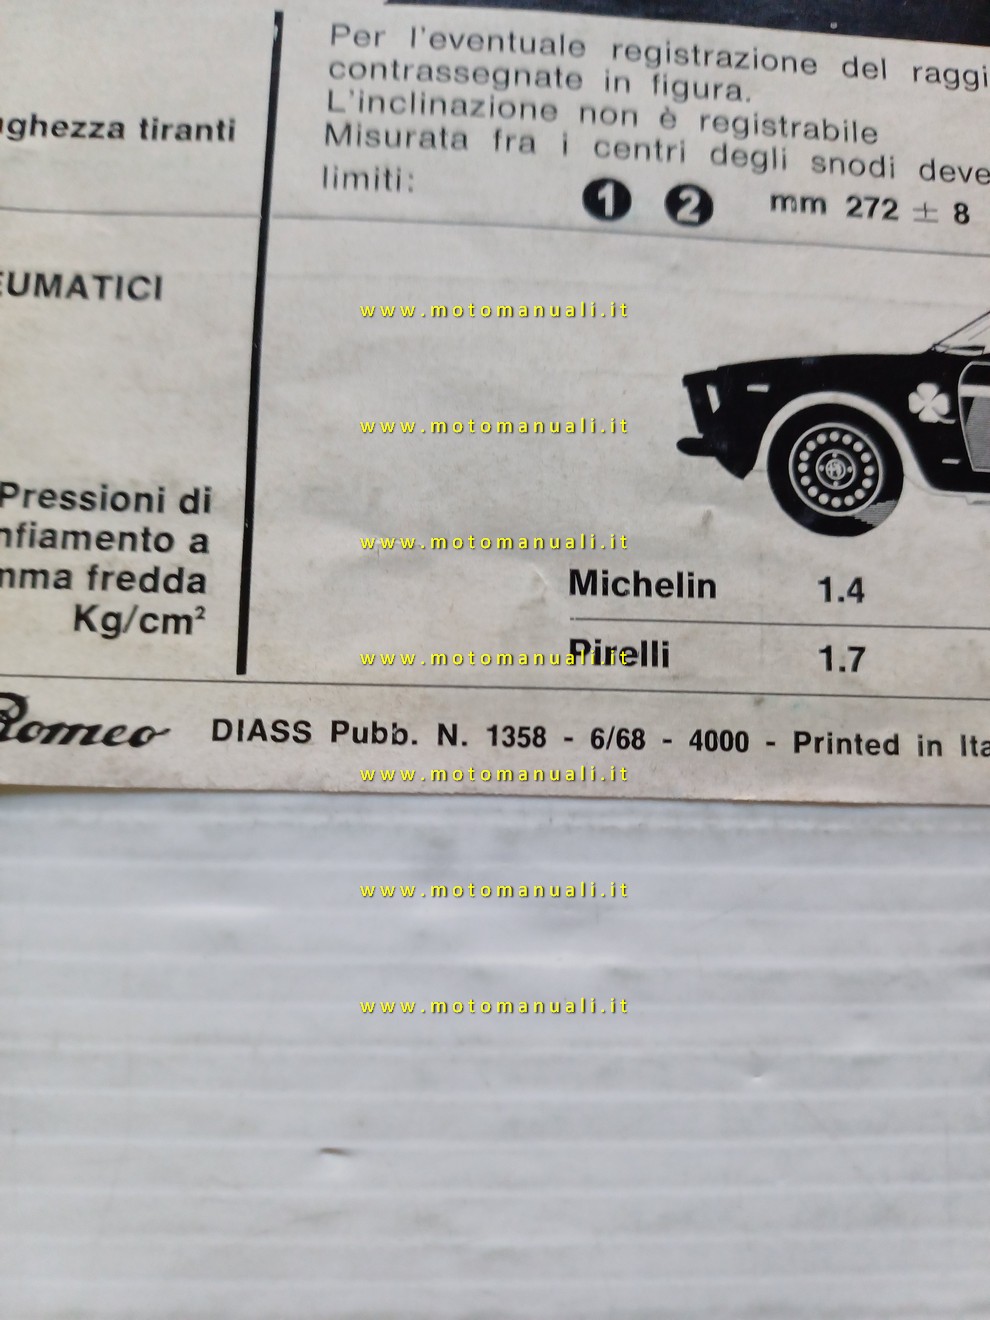 Per l'eventuale registrazione del
contrassegnate in figura.
L'inclinazione non è registrabile
Misurata fra i centri degli snodi deve
limiti:
1 2 mm 272 ± 8
ghezza tiranti
EUMATICI
Pressioni di
nfiamento a
mma fredda
Kg/cm²
Michelin 1.4
Pirelli 1.7
Romeo DIASS Pubb. N. 1358 - 6/68 - 4000 - Printed in Ita
www.motomanuali.it
www.motomanuali.it
www.motomanuali.it
www.motomanuali.it
www.motomanuali.it
www.motomanuali.it
www.motomanuali.it